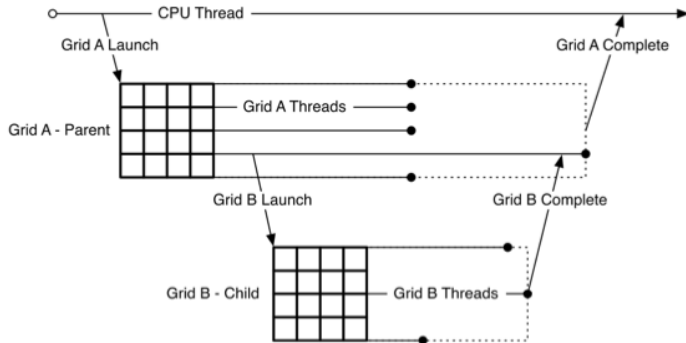 CPU Thread
Grid A Launch
Grid A Complete
Grid A Threads
Grid A - Parent
Grid B Launch
Grid B Complete
Grid B - Child
Grid B Threads